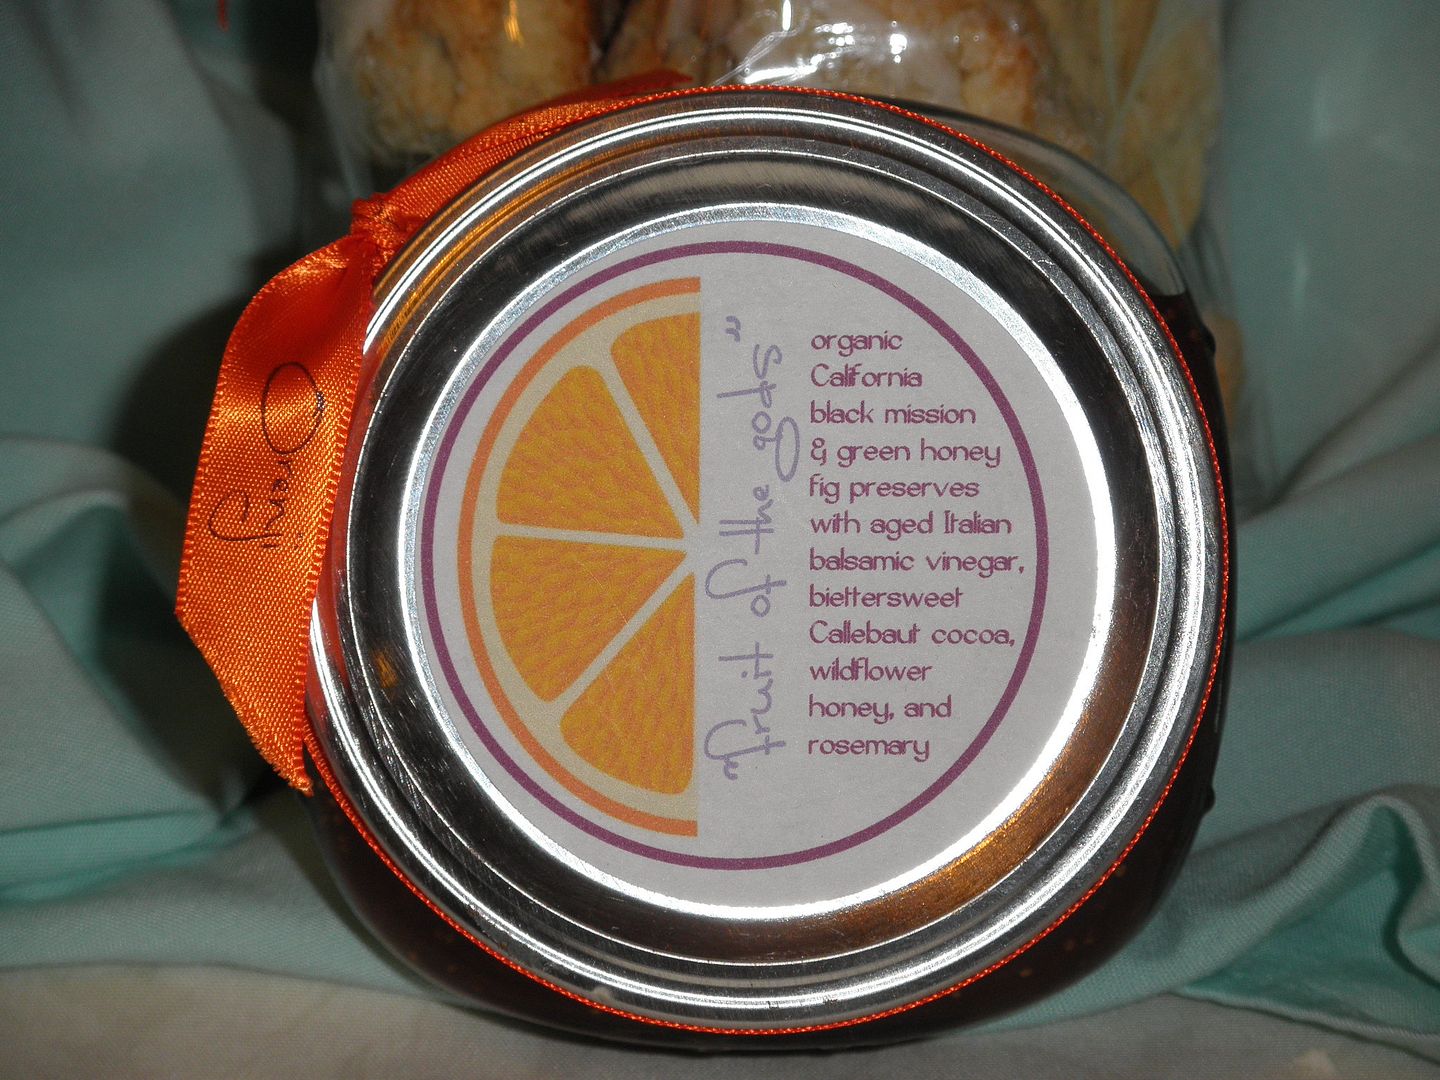 "fruit of the gods"
organic
California
black mission
& green honey
fig preserves
with aged Italian
balsamic vinegar,
biettersweet
Callebaut cocoa,
wildflower
honey, and
rosemary